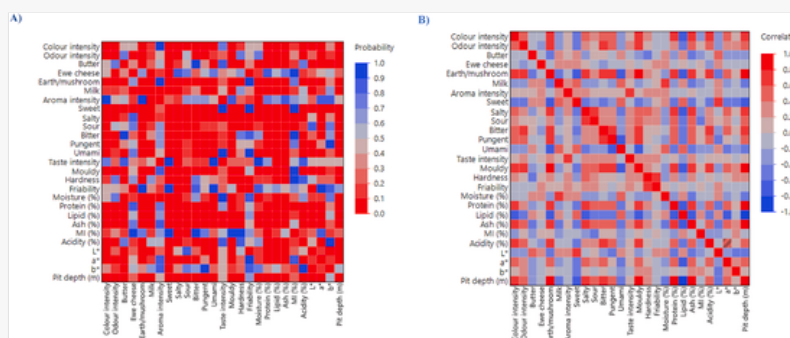 A)
Colour intensity
Odour intensity
Butter
Ewe cheese
Earth/mushroom
Milk
Aroma intensity
Sweet
Salty
Sour
Bitter
Pungent
Umami
Taste intensity
Mouldy
Hardness
Friability
Moisture (%)
Protein (%)
Lipid (%)
Ash (%)
MI (%)
Acidity (%)
L*
a*
b*
Pit depth (m)
Colour intensity
Odour intensity
Butter
Ewe cheese
Earth/mushroom
Milk
Aroma intensity
Sweet
Salty
Sour
Bitter
Pungent
Umami
Taste intensity
Mouldy
Hardness
Friability
Moisture (%)
Protein (%)
Lipid (%)
Ash (%)
MI (%)
Acidity (%)
L*
a*
b*
Pit depth (m)
Probability
1.0
0.9
0.8
0.7
0.6
0.5
0.4
0.3
0.2
0.1
0.0
B)
Colour intensity
Odour intensity
Butter
Ewe cheese
Earth/mushroom
Milk
Aroma intensity
Sweet
Salty
Sour
Bitter
Pungent
Umami
Taste intensity
Mouldy
Hardness
Friability
Moisture (%)
Protein (%)
Lipid (%)
Ash (%)
MI (%)
Acidity (%)
L*
a*
b*
Pit depth (m)
Colour intensity
Odour intensity
Butter
Ewe cheese
Earth/mushroom
Milk
Aroma intensity
Sweet
Salty
Sour
Bitter
Pungent
Umami
Taste intensity
Mouldy
Hardness
Friability
Moisture (%)
Protein (%)
Lipid (%)
Ash (%)
MI (%)
Acidity (%)
L*
a*
b*
Pit depth (m)
Correlat